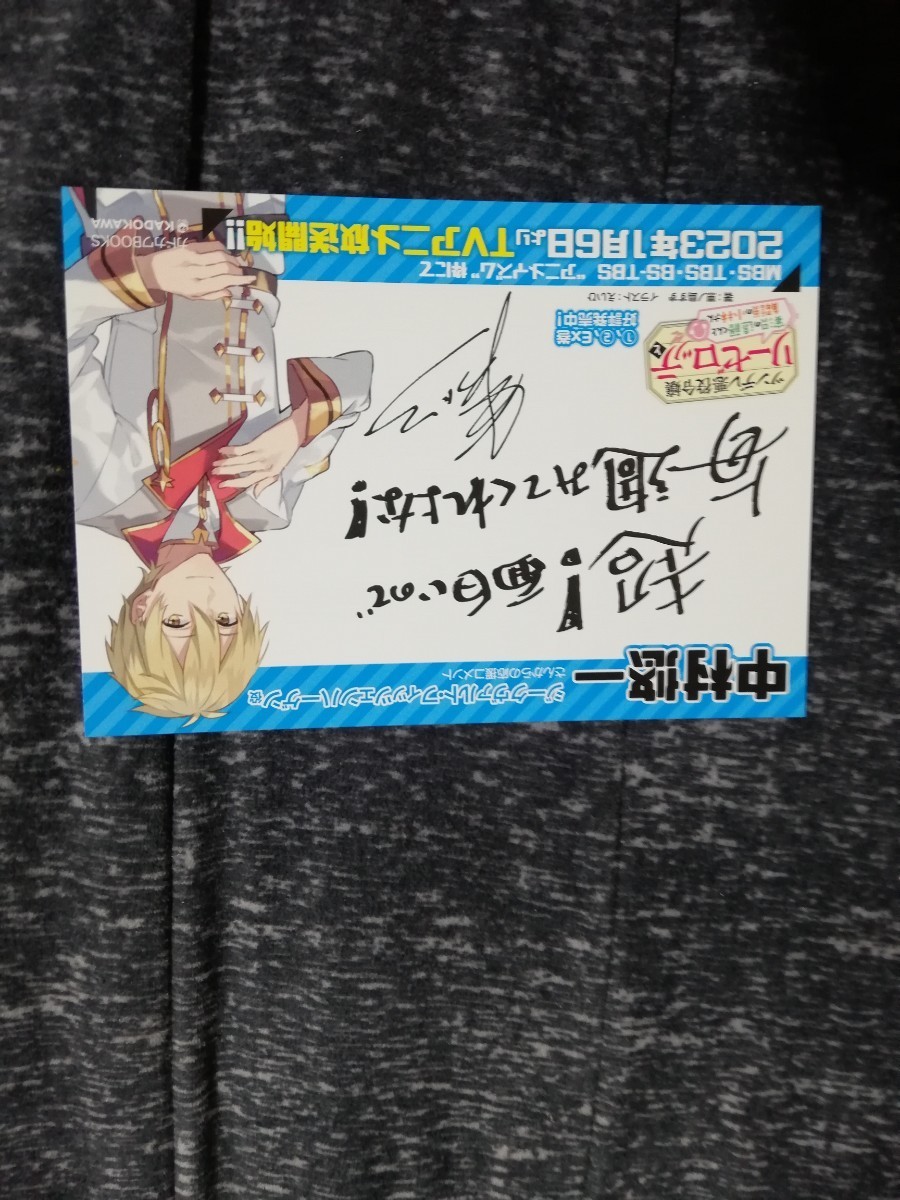 中村悠一
さんからの応援コメント
ジークヴァルト・フィッツェンハーゲン役
超!面白いので
毎週みてくれよな!
ツンデレ悪役令嬢
リーゼロッテと
実況の遠藤くんと
解説の小林さん
著:恵ノ島すず イラスト:えいひ
①、②、EX巻
好評発売中!
MBS・TBS・BS-TBS “アニメイズム”枠にて
2023年1月6日よりTVアニメ放送開始!!
カドカワBOOKS
KADOKAWA